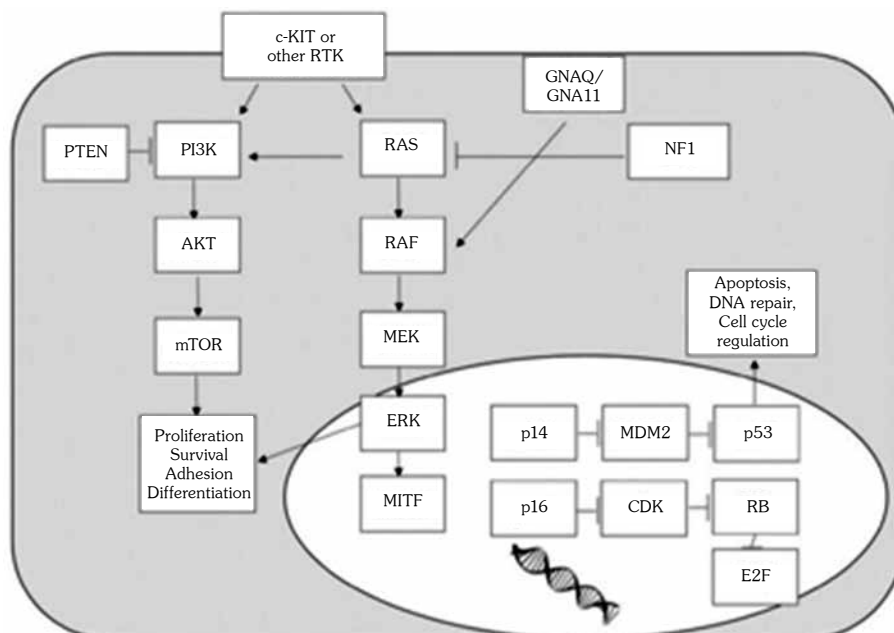 c-KIT or
other RTK
GNAQ/
GNA11
PTEN
PI3K
RAS
NF1
AKT
RAF
Apoptosis,
DNA repair,
Cell cycle
regulation
mTOR
MEK
Proliferation
Survival
Adhesion
Differentiation
ERK
p14
MDM2
p53
MITF
p16
CDK
RB
E2F